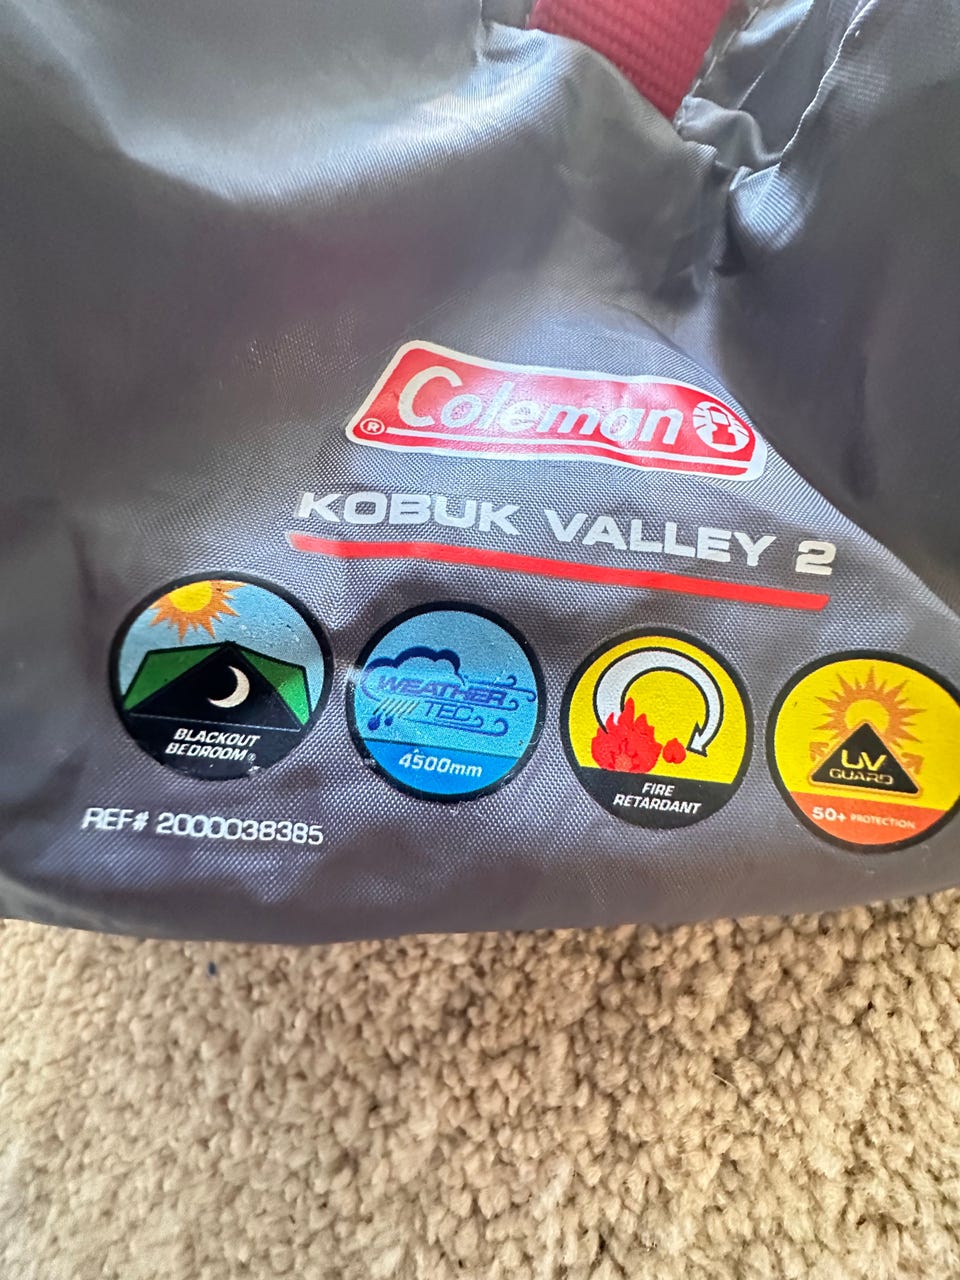 Coleman ®
KOBUK VALLEY 2
BLACKOUT
BEDROOM®
WEATHER
TEC
4500mm
FIRE
RETARDANT
UV
GUARD
50+ PROTECTION
REF# 2000038385